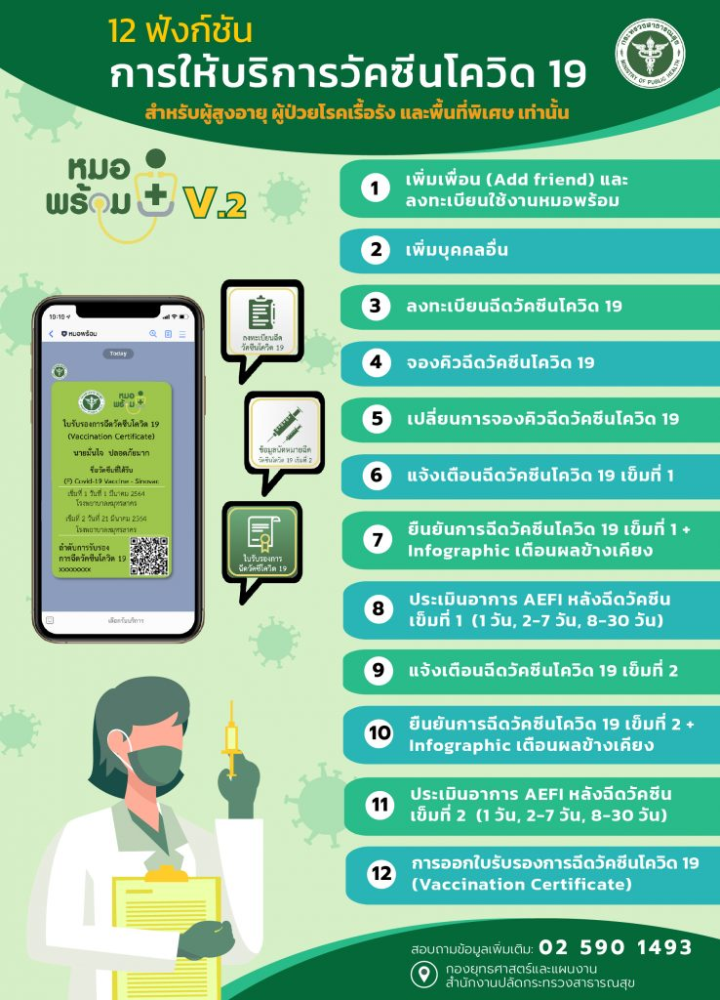 12 ฟังก์ชัน
การให้บริการวัคซีนโควิด 19
สำหรับผู้สูงอายุ ผู้ป่วยโรคเรื้อรัง และพื้นที่พิเศษ เท่านั้น
กระทรวงสาธารณสุข
MINISTRY OF PUBLIC HEALTH
หมอ
พร้อม
V.2
1 เพิ่มเพื่อน (Add friend) และ
ลงทะเบียนใช้งานหมอพร้อม
2 เพิ่มบุคคลอื่น
3 ลงทะเบียนฉีดวัคซีนโควิด 19
4 จองคิวฉีดวัคซีนโควิด 19
5 เปลี่ยนการจองคิวฉีดวัคซีนโควิด 19
6 แจ้งเตือนฉีดวัคซีนโควิด 19 เข็มที่ 1
7 ยืนยันการฉีดวัคซีนโควิด 19 เข็มที่ 1 +
Infographic เตือนผลข้างเคียง
8 ประเมินอาการ AEFI หลังฉีดวัคซีน
เข็มที่ 1 (1 วัน, 2-7 วัน, 8-30 วัน)
9 แจ้งเตือนฉีดวัคซีนโควิด 19 เข็มที่ 2
10 ยืนยันการฉีดวัคซีนโควิด 19 เข็มที่ 2 +
Infographic เตือนผลข้างเคียง
11 ประเมินอาการ AEFI หลังฉีดวัคซีน
เข็มที่ 2 (1 วัน, 2-7 วัน, 8-30 วัน)
12 การออกใบรับรองการฉีดวัคซีนโควิด 19
(Vaccination Certificate)
19:19
หมอพร้อม
Today
หมอ
พร้อม
ใบรับรองการฉีดวัคซีนโควิด 19
(Vaccination Certificate)
นายมั่นใจ ปลอดภัยมาก
ชื่อวัคซีนที่ได้รับ
(P) Covid-19 Vaccine - Sinovac
เข็มที่ 1 วันที่ 1 มีนาคม 2564
โรงพยาบาลสมุทรสาคร
เข็มที่ 2 วันที่ 21 มีนาคม 2564
โรงพยาบาลสมุทรสาคร
ลำดับการรับรอง
การฉีดวัคซีนโควิด 19
xxxxxxxx
เลือกรับบริการ
ลงทะเบียนฉีด
วัคซีนโควิด 19
ข้อมูลนัดหมายฉีด
วัคซีนโควิด 19 เข็มที่ 2
ใบรับรองการ
ฉีดวัคซีนโควิด 19
สอบถามข้อมูลเพิ่มเติม: 02 590 1493
กองยุทธศาสตร์และแผนงาน
สำนักงานปลัดกระทรวงสาธารณสุข